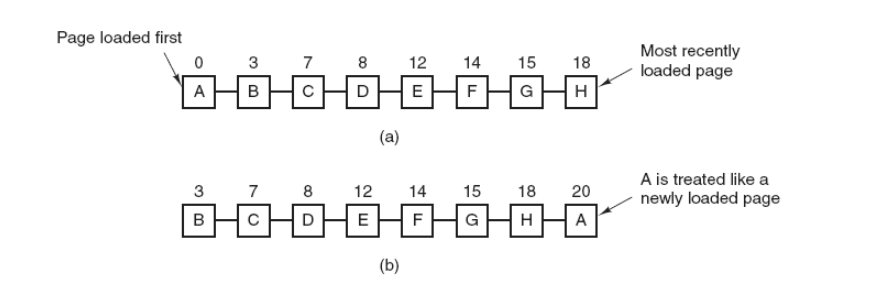 Page loaded first
0 3 7 8 12 14 15 18
Most recently
loaded page
A B C D E F G H
(a)
3 7 8 12 14 15 18 20
A is treated like a
newly loaded page
B C D E F G H A
(b)